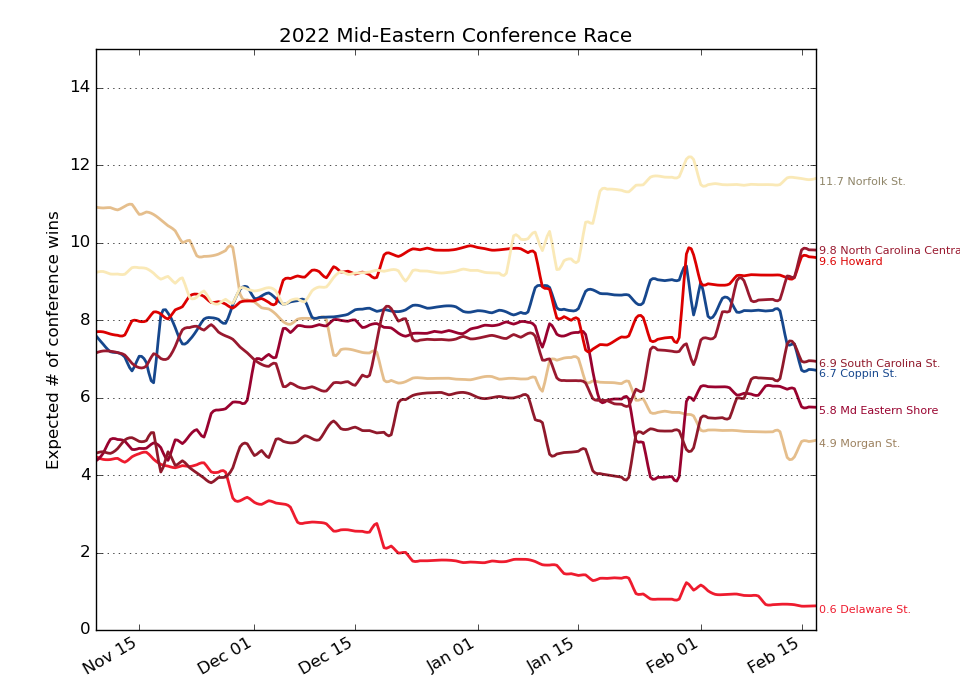 2022 Mid-Eastern Conference Race
Expected # of conference wins
14
12
10
8
6
4
2
0
11.7 Norfolk St.
9.8 North Carolina Centra
9.6 Howard
6.9 South Carolina St.
6.7 Coppin St.
5.8 Md Eastern Shore
4.9 Morgan St.
0.6 Delaware St.
Nov 15
Dec 01
Dec 15
Jan 01
Jan 15
Feb 01
Feb 15